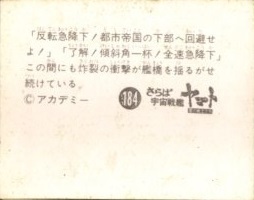 「反転急降下！都市帝国の下部へ回避せ
よ！」「了解！傾斜角一杯！全速急降下」
この間にも炸裂の衝撃が艦橋を揺るがせ
続けている。
©アカデミー
184
さらば
宇宙戦艦
ヤマト